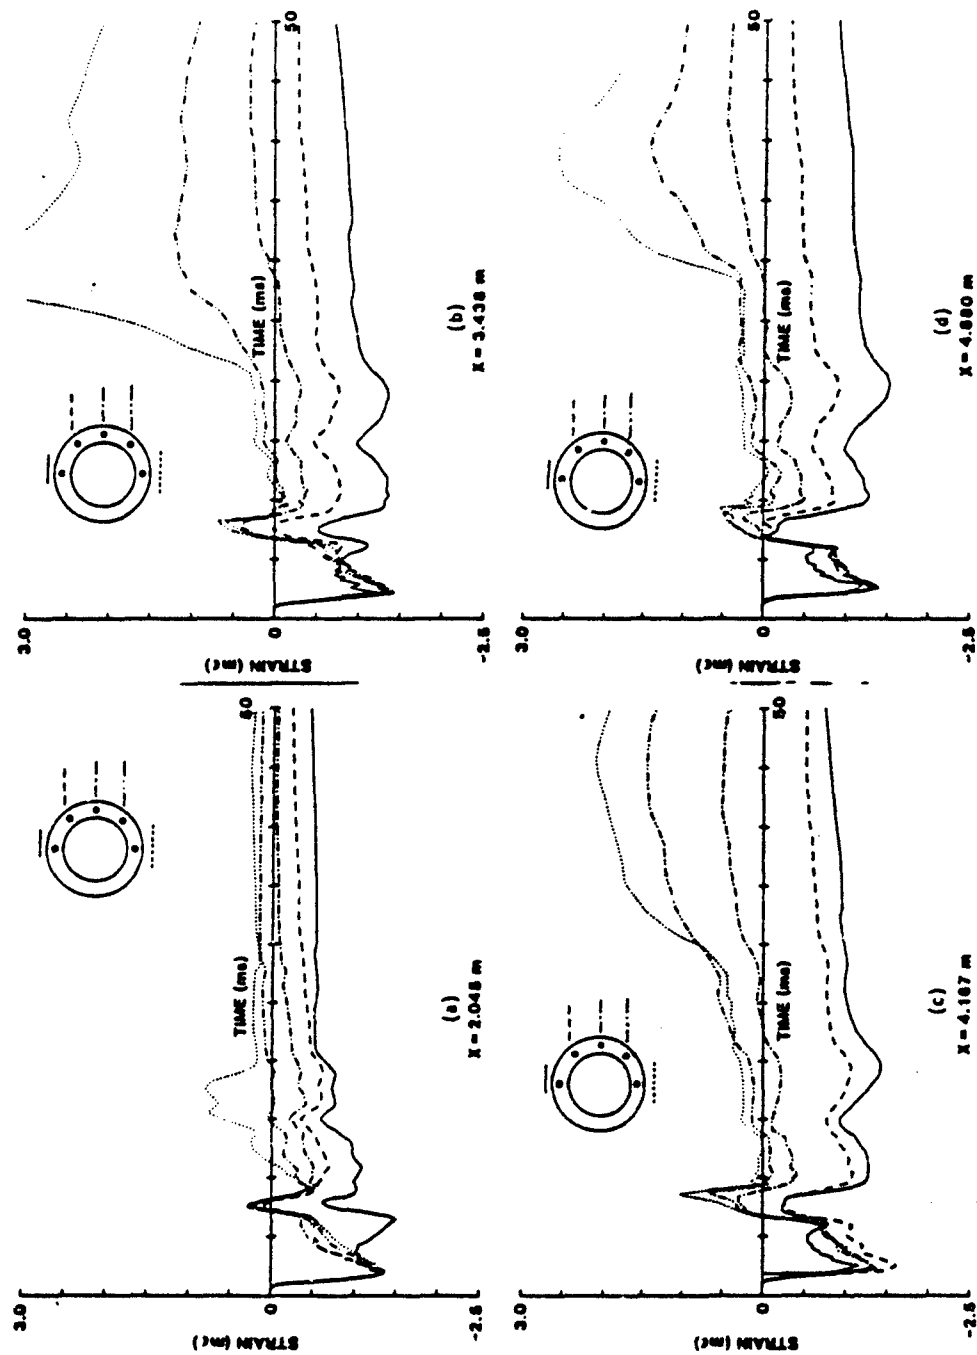 3.0
0
-2.5
STRAIN (mε)
TIME (ms)
50
(a)
X = 2.045 m
3.0
0
-2.5
STRAIN (mε)
TIME (ms)
50
(b)
X = 3.438 m
3.0
0
-2.5
STRAIN (mε)
TIME (ms)
50
(c)
X = 4.167 m
3.0
0
-2.5
STRAIN (mε)
TIME (ms)
50
(d)
X = 4.880 m